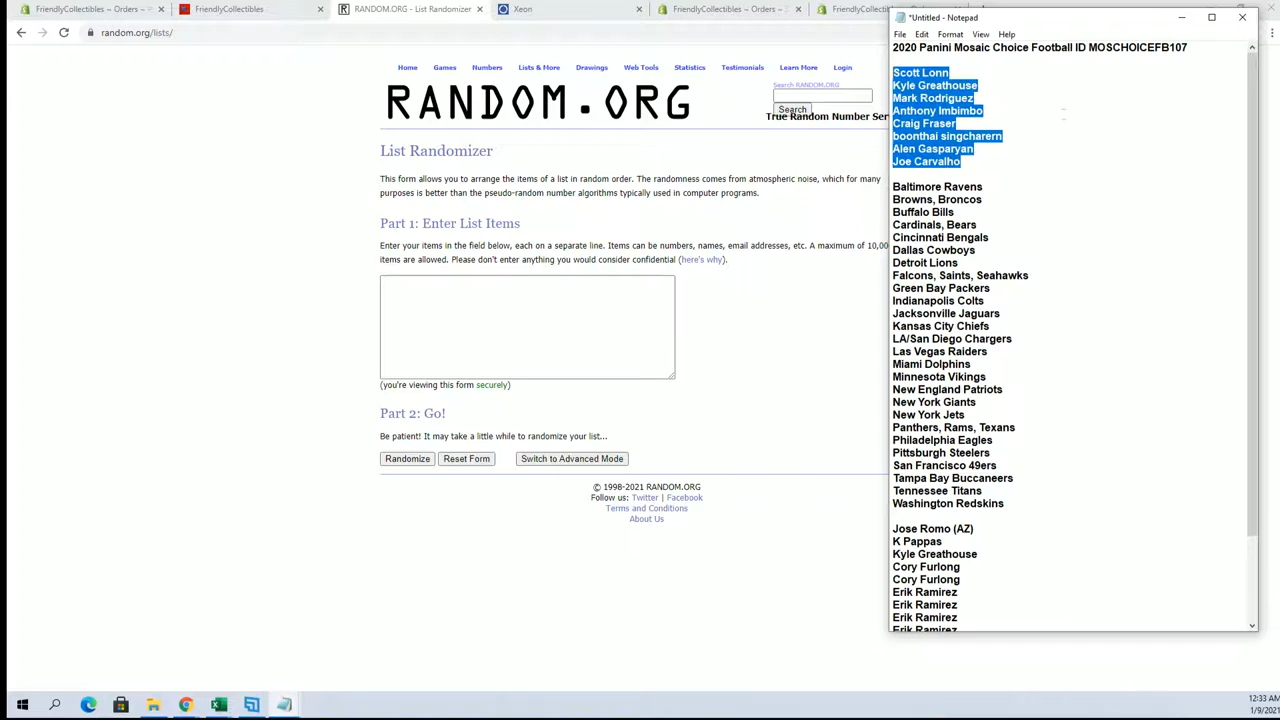 FriendlyCollectibles – Orders – P
FriendlyCollectibles
RANDOM.ORG - List Randomizer
Xeon
FriendlyCollectibles – Orders –
FriendlyCollectibles
random.org/lists/
Home Games Numbers Lists & More Drawings Web Tools Statistics Testimonials Learn More Login
RANDOM.ORG
Search RANDOM.ORG
Search
True Random Number Ser
List Randomizer
This form allows you to arrange the items of a list in random order. The randomness comes from atmospheric noise, which for many
purposes is better than the pseudo-random number algorithms typically used in computer programs.
Part 1: Enter List Items
Enter your items in the field below, each on a separate line. Items can be numbers, names, email addresses, etc. A maximum of 10,00
items are allowed. Please don't enter anything you would consider confidential (here's why).
(you're viewing this form securely)
Part 2: Go!
Be patient! It may take a little while to randomize your list...
Randomize Reset Form Switch to Advanced Mode
© 1998-2021 RANDOM.ORG
Follow us: Twitter | Facebook
Terms and Conditions
About Us
*Untitled - Notepad
File Edit Format View Help
2020 Panini Mosaic Choice Football ID MOSCHOICEFB107
Scott Lonn
Kyle Greathouse
Mark Rodriguez
Anthony Imbimbo
Craig Fraser
boonthai singcharern
Alen Gasparyan
Joe Carvalho
Baltimore Ravens
Browns, Broncos
Buffalo Bills
Cardinals, Bears
Cincinnati Bengals
Dallas Cowboys
Detroit Lions
Falcons, Saints, Seahawks
Green Bay Packers
Indianapolis Colts
Jacksonville Jaguars
Kansas City Chiefs
LA/San Diego Chargers
Las Vegas Raiders
Miami Dolphins
Minnesota Vikings
New England Patriots
New York Giants
New York Jets
Panthers, Rams, Texans
Philadelphia Eagles
Pittsburgh Steelers
San Francisco 49ers
Tampa Bay Buccaneers
Tennessee Titans
Washington Redskins
Jose Romo (AZ)
K Pappas
Kyle Greathouse
Cory Furlong
Cory Furlong
Erik Ramirez
Erik Ramirez
Erik Ramirez
Erik Ramirez
12:33 AM
1/9/2021